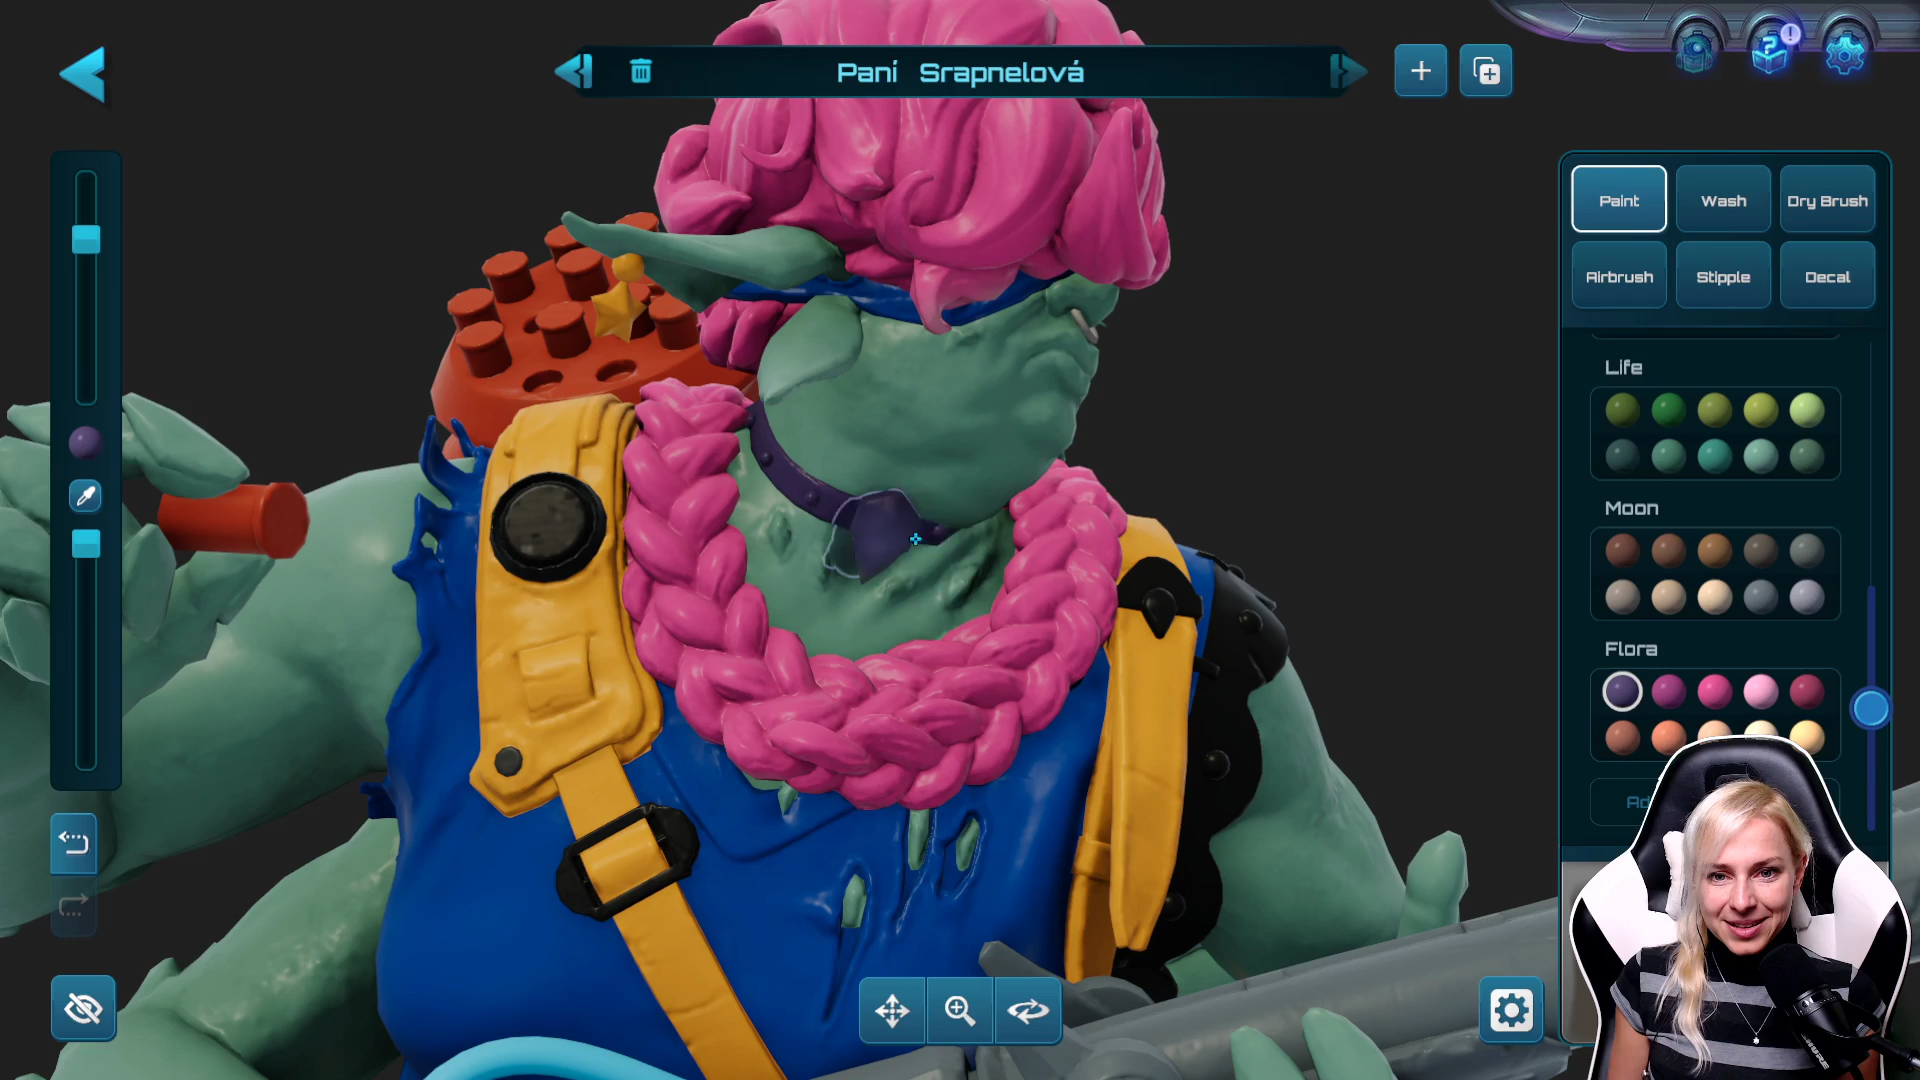 Paní Srapnelová
Paint
Wash
Dry Brush
Airbrush
Stipple
Decal
Life
Moon
Flora